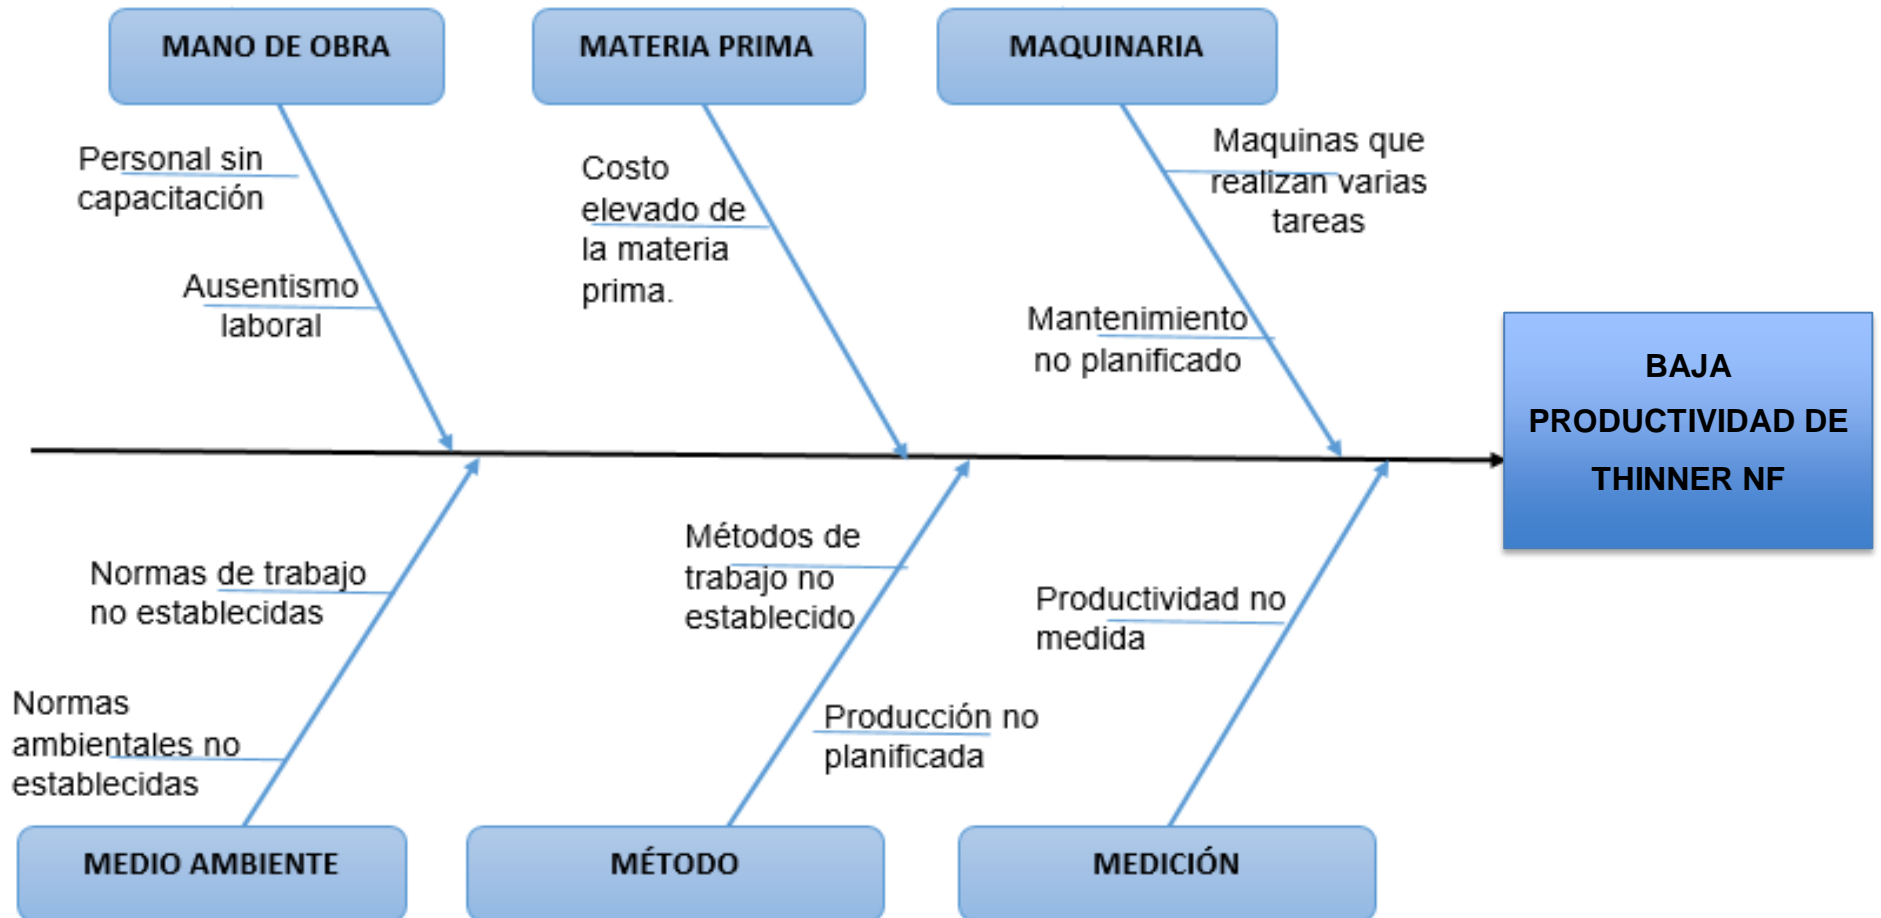 MANO DE OBRA
MATERIA PRIMA
MAQUINARIA
Personal sin
capacitación
Ausentismo
laboral
Costo
elevado de
la materia
prima.
Maquinas que
realizan varias
tareas
Mantenimiento
no planificado
BAJA
PRODUCTIVIDAD DE
THINNER NF
Normas de trabajo
no establecidas
Normas
ambientales no
establecidas
Métodos de
trabajo no
establecido
Producción no
planificada
Productividad no
medida
MEDIO AMBIENTE
MÉTODO
MEDICIÓN